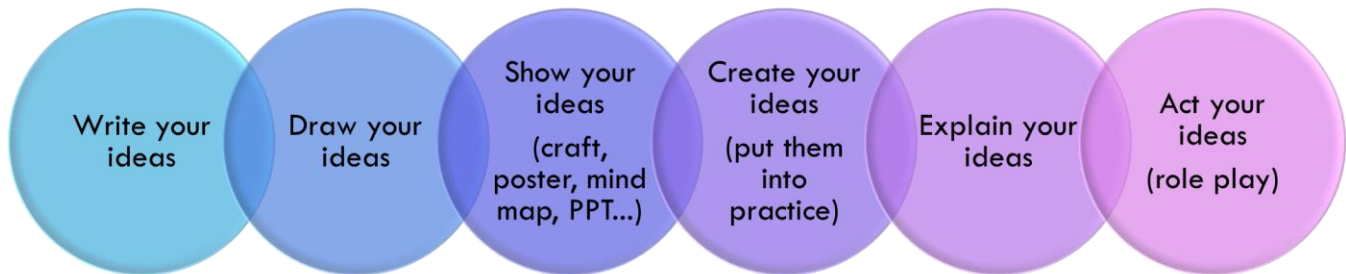 Write your
ideas
Draw your
ideas
Show your
ideas
(craft,
poster, mind
map, PPT...)
Create your
ideas
(put them
into
practice)
Explain your
ideas
Act your
ideas
(role play)